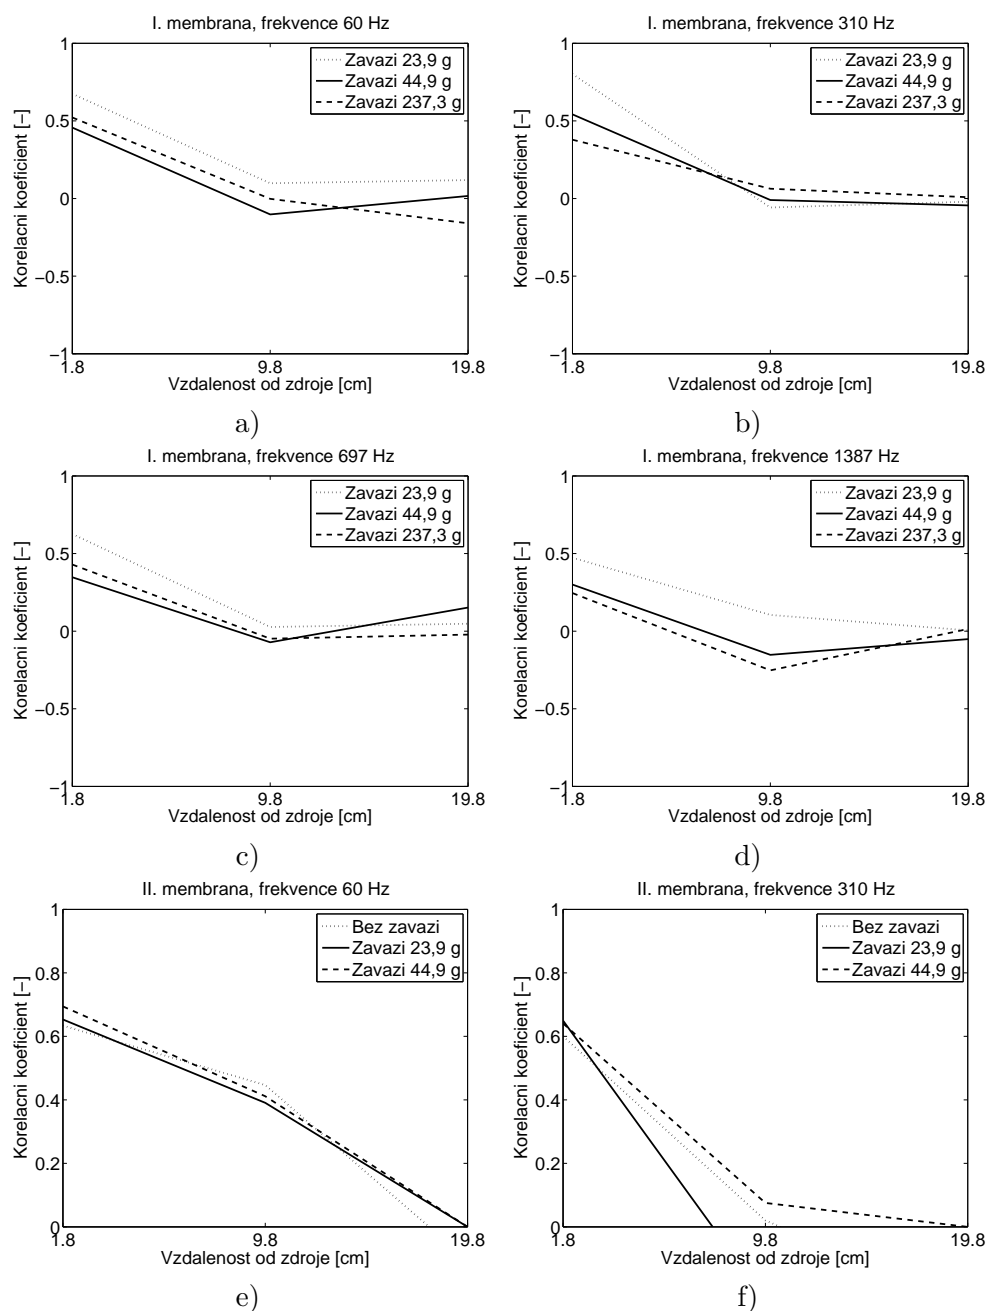 I. membrana, frekvence 60 Hz
Korelacni koeficient [–]
1
0.5
0
−0.5
−1
Zavazi 23,9 g
Zavazi 44,9 g
Zavazi 237,3 g
1.8 9.8 19.8
Vzdalenost od zdroje [cm]
a)
I. membrana, frekvence 310 Hz
Korelacni koeficient [–]
1
0.5
0
−0.5
−1
Zavazi 23,9 g
Zavazi 44,9 g
Zavazi 237,3 g
1.8 9.8 19.8
Vzdalenost od zdroje [cm]
b)
I. membrana, frekvence 697 Hz
Korelacni koeficient [–]
1
0.5
0
−0.5
−1
Zavazi 23,9 g
Zavazi 44,9 g
Zavazi 237,3 g
1.8 9.8 19.8
Vzdalenost od zdroje [cm]
c)
I. membrana, frekvence 1387 Hz
Korelacni koeficient [–]
1
0.5
0
−0.5
−1
Zavazi 23,9 g
Zavazi 44,9 g
Zavazi 237,3 g
1.8 9.8 19.8
Vzdalenost od zdroje [cm]
d)
II. membrana, frekvence 60 Hz
Korelacni koeficient [–]
1
0.8
0.6
0.4
0.2
0
Bez zavazi
Zavazi 23,9 g
Zavazi 44,9 g
1.8 9.8 19.8
Vzdalenost od zdroje [cm]
e)
II. membrana, frekvence 310 Hz
Korelacni koeficient [–]
1
0.8
0.6
0.4
0.2
0
Bez zavazi
Zavazi 23,9 g
Zavazi 44,9 g
1.8 9.8 19.8
Vzdalenost od zdroje [cm]
f)